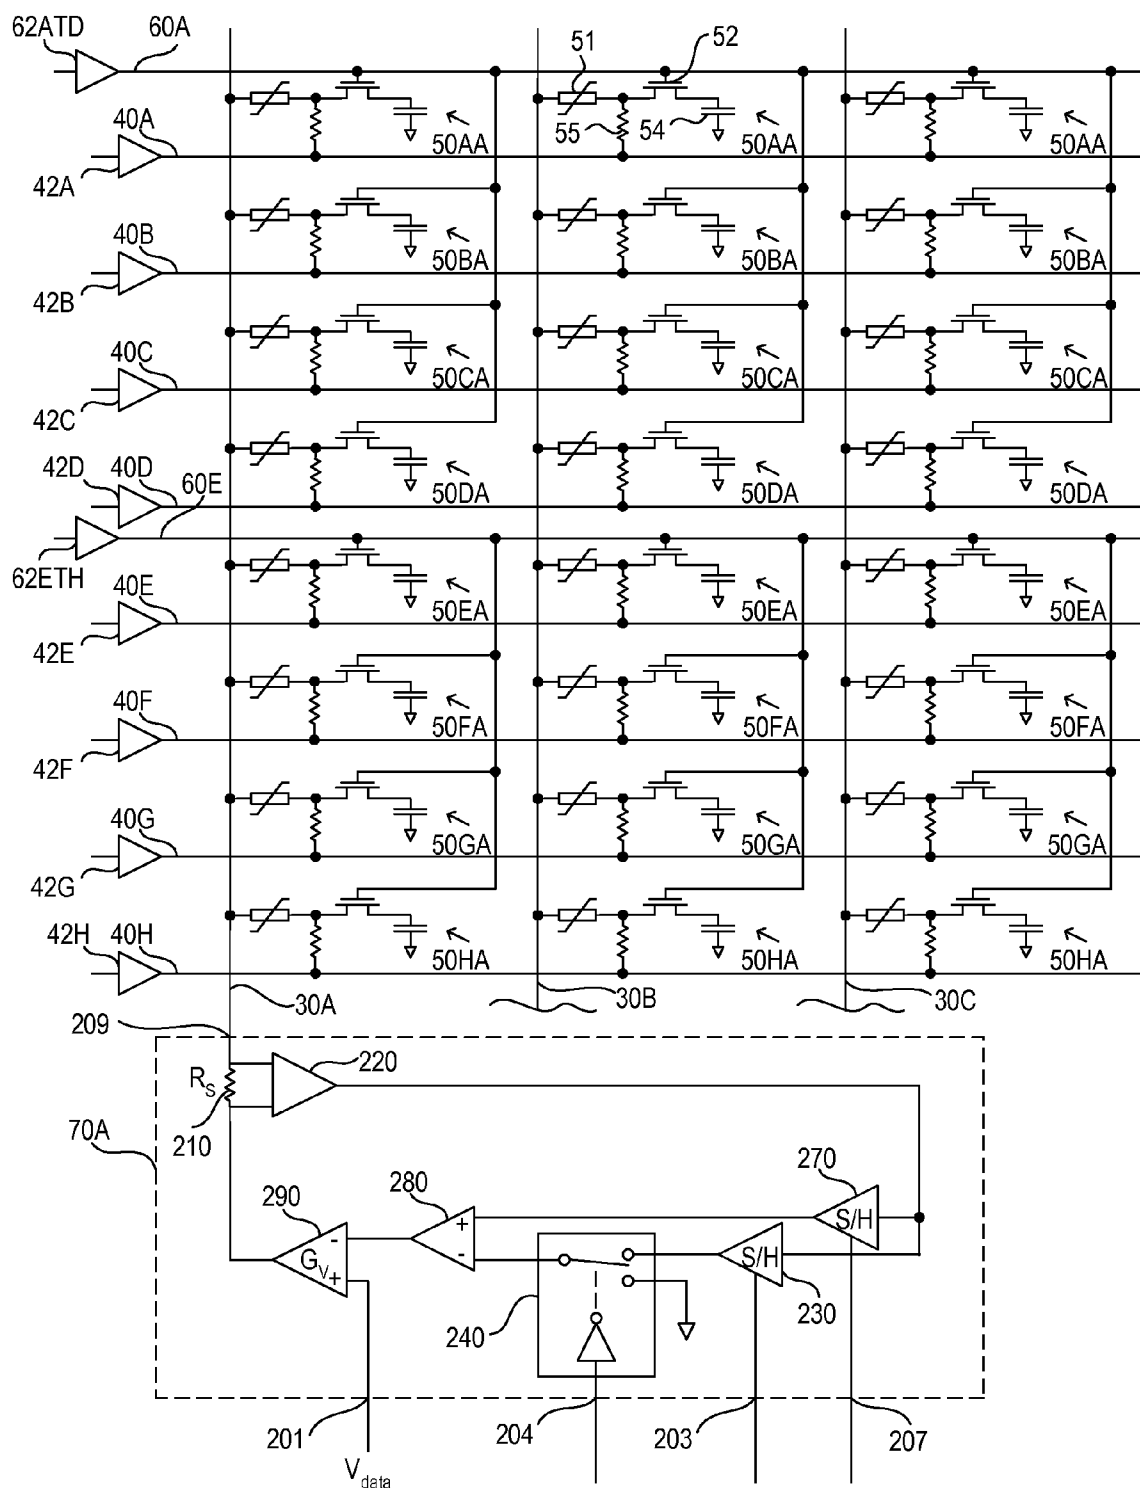 62ATD 60A 51 52
40A 55 54 50AA 50AA 50AA
42A
40B 50BA 50BA 50BA
42B
40C 50CA 50CA 50CA
42C
42D 40D 60E 50DA 50DA 50DA
62ETH
40E 50EA 50EA 50EA
42E
40F 50FA 50FA 50FA
42F
40G 50GA 50GA 50GA
42G
42H 40H 50HA 50HA 50HA
30A 30B 30C
209
220
RS
70A 210
270
290 280
S/H
+
-
- S/H
GV +
230
240
201 204 203 207
Vdata